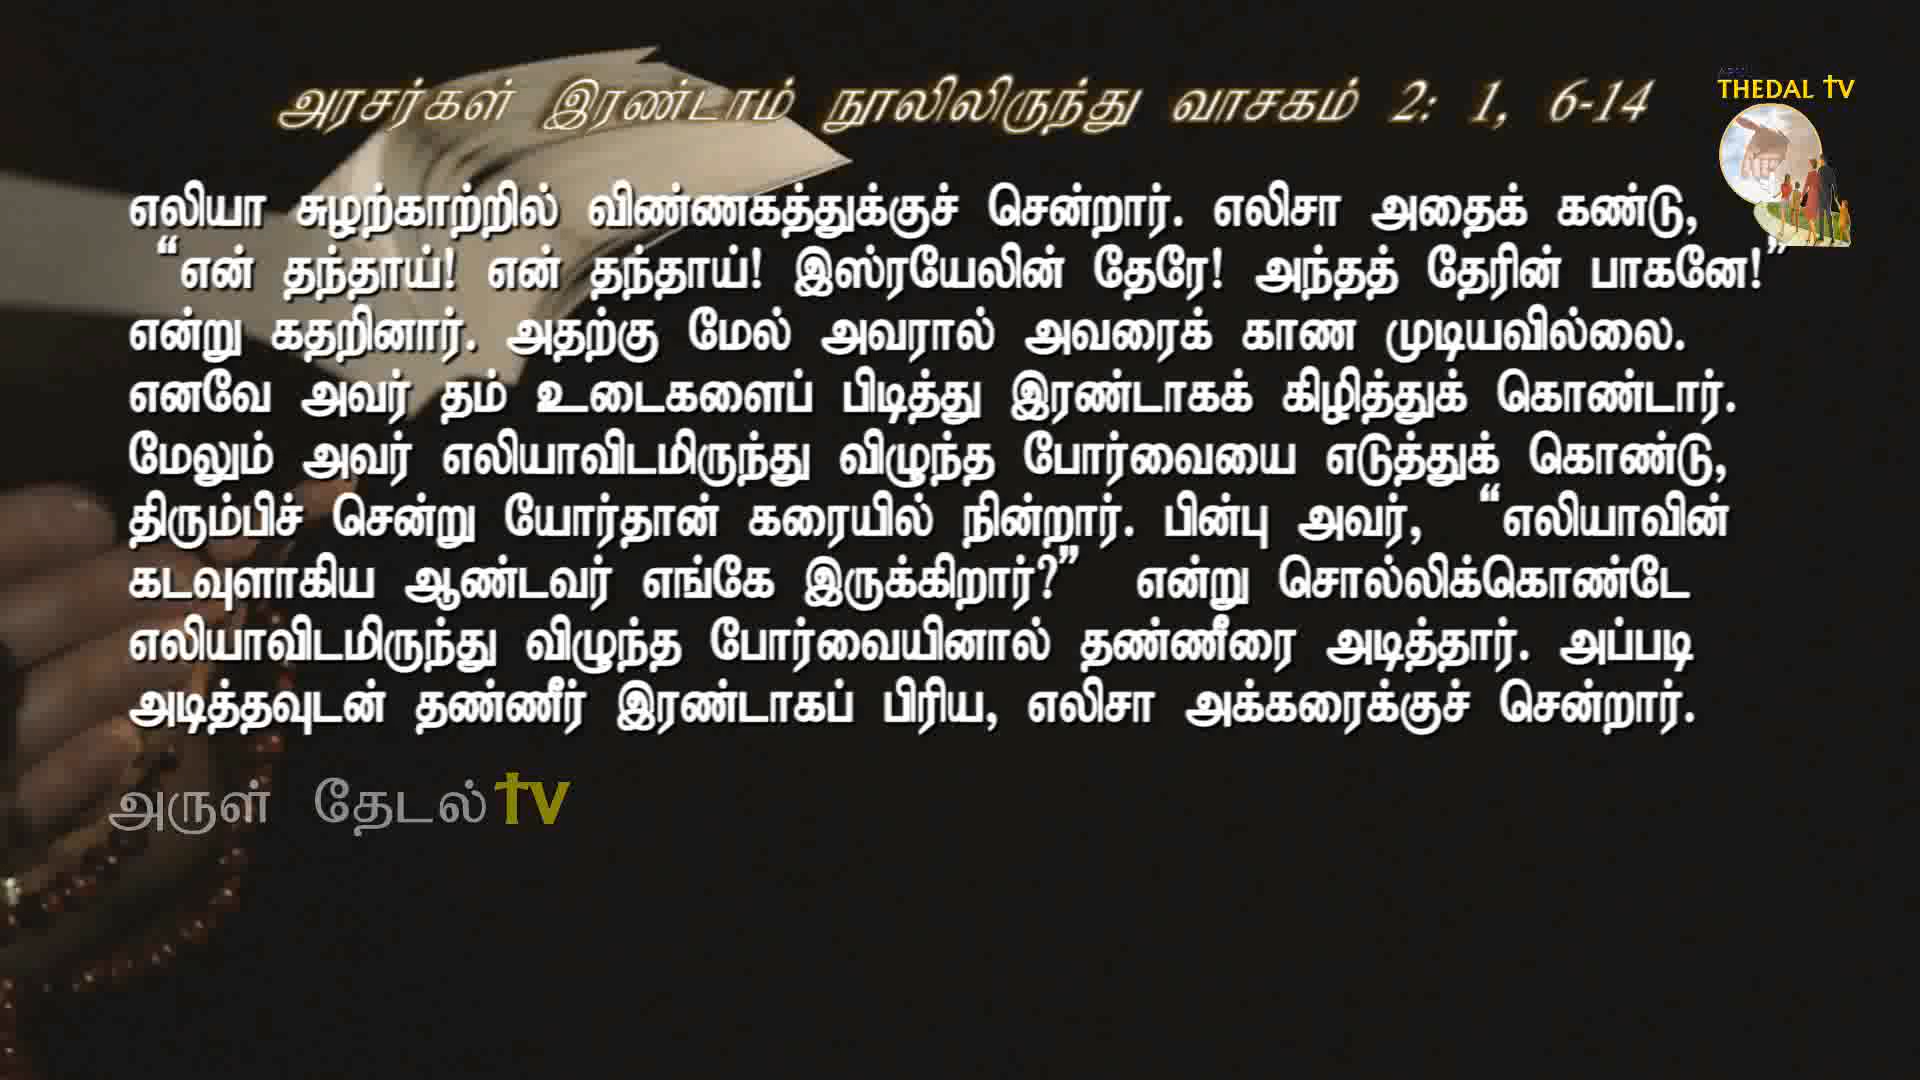 அரசர்கள் இரண்டாம் நூலிலிருந்து வாசகம் 2: 1, 6-14
THEDAL TV
எலியா சுழற்காற்றில் விண்ணகத்துக்குச் சென்றார். எலிசா அதைக் கண்டு,
“என் தந்தாய்! என் தந்தாய்! இஸ்ரயேலின் தேரே! அந்தத் தேரின் பாகனே!”
என்று கதறினார். அதற்கு மேல் அவரால் அவரைக் காண முடியவில்லை.
எனவே அவர் தம் உடைகளைப் பிடித்து இரண்டாகக் கிழித்துக் கொண்டார்.
மேலும் அவர் எலியாவிடமிருந்து விழுந்த போர்வையை எடுத்துக் கொண்டு,
திரும்பிச் சென்று யோர்தான் கரையில் நின்றார். பின்பு அவர், “எலியாவின்
கடவுளாகிய ஆண்டவர் எங்கே இருக்கிறார்?” என்று சொல்லிக்கொண்டே
எலியாவிடமிருந்து விழுந்த போர்வையினால் தண்ணீரை அடித்தார். அப்படி
அடித்தவுடன் தண்ணீர் இரண்டாகப் பிரிய, எலிசா அக்கரைக்குச் சென்றார்.
அருள் தேடல் TV